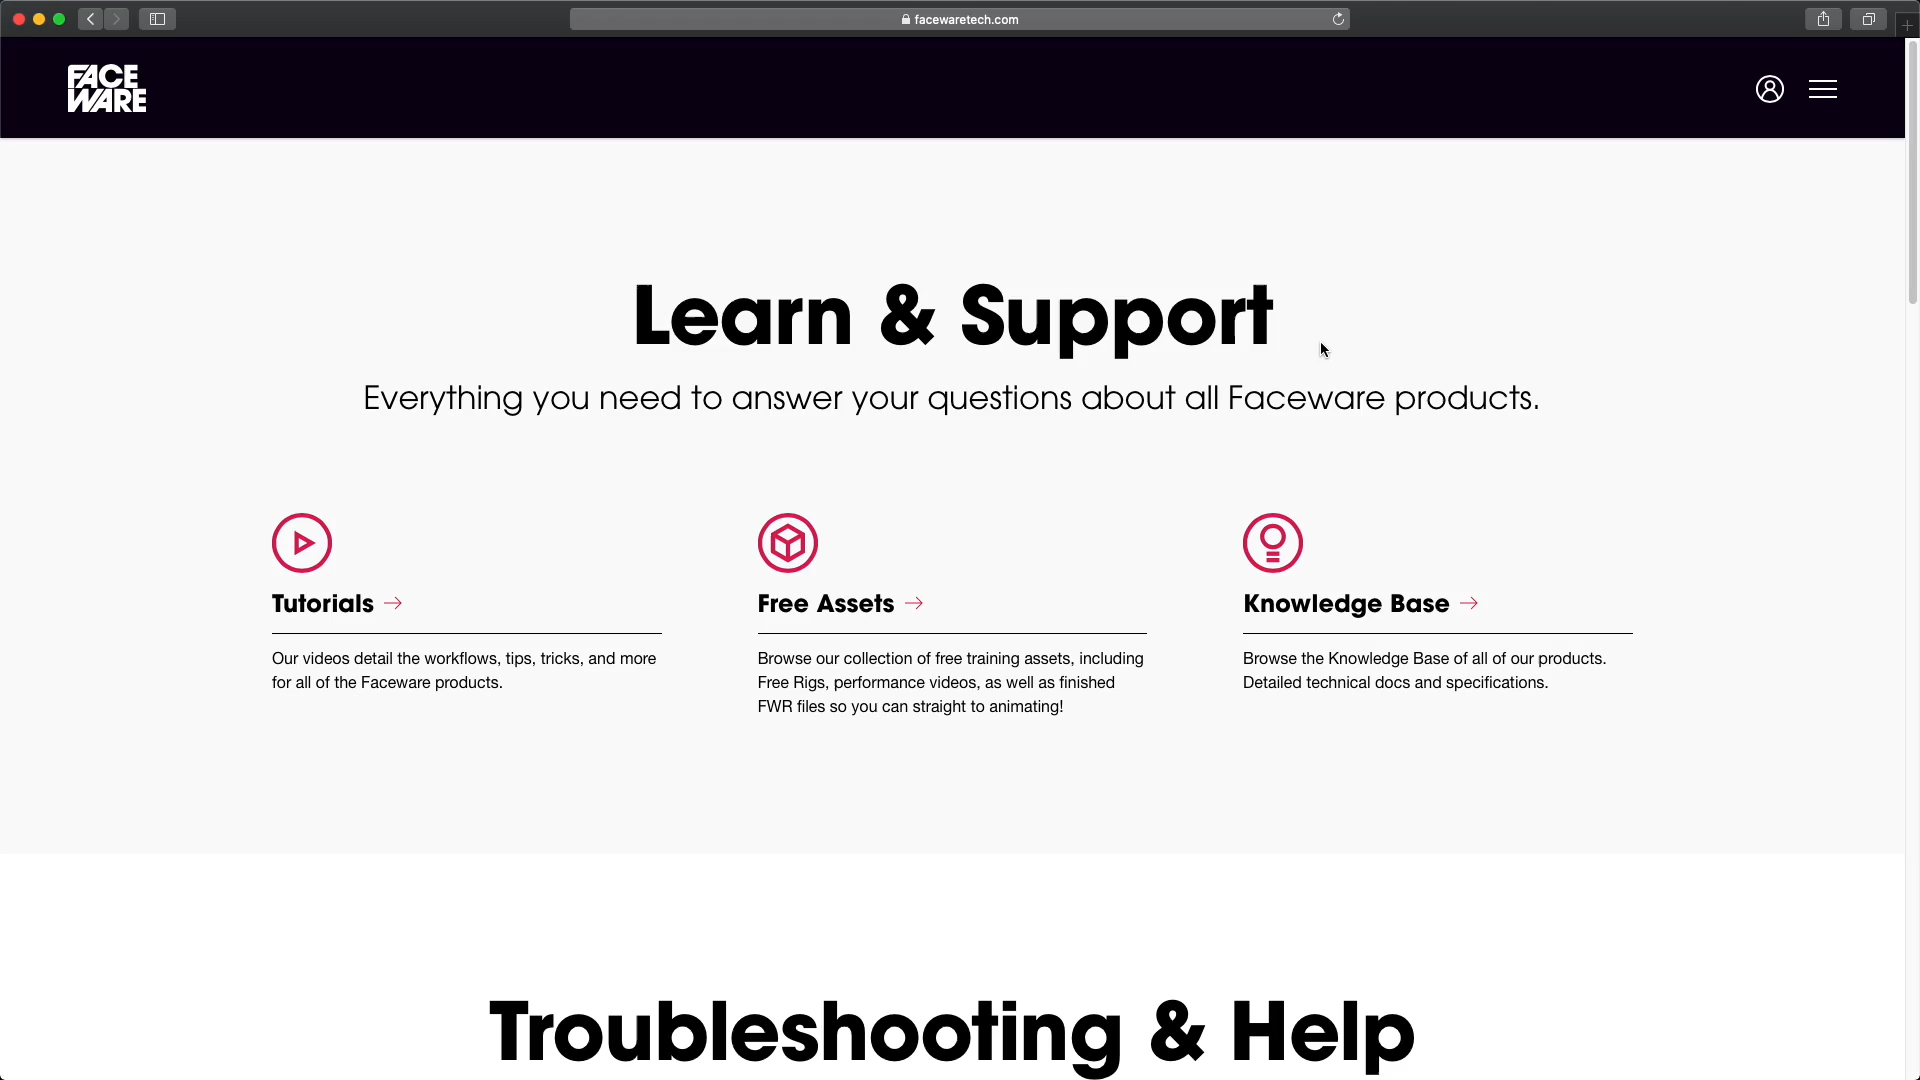 facewaretech.com
FACE
WARE
Learn & Support
Everything you need to answer your questions about all Faceware products.
Tutorials
Our videos detail the workflows, tips, tricks, and more
for all of the Faceware products.
Free Assets
Browse our collection of free training assets, including
Free Rigs, performance videos, as well as finished
FWR files so you can straight to animating!
Knowledge Base
Browse the Knowledge Base of all of our products.
Detailed technical docs and specifications.
Troubleshooting & Help